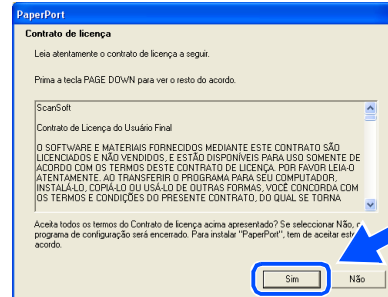 PaperPort
Contrato de licença
Leia atentamente o contrato de licença a seguir.
Prima a tecla PAGE DOWN para ver o resto do acordo.
ScanSoft
Contrato de Licença do Usuário Final
O SOFTWARE E MATERIAIS FORNECIDOS MEDIANTE ESTE CONTRATO SÃO
LICENCIADOS E NÃO VENDIDOS, E ESTÃO DISPONÍVEIS PARA USO SOMENTE DE
ACORDO COM OS TERMOS DESTE CONTRATO DE LICENÇA. POR FAVOR LEIA-O
ATENTAMENTE. AO TRANSFERIR O PROGRAMA PARA SEU COMPUTADOR,
INSTALÁ-LO, COPIÁ-LO OU USÁ-LO DE OUTRAS FORMAS, VOCÊ CONCORDA COM
OS TERMOS E CONDIÇÕES DO PRESENTE CONTRATO, DO QUAL SE TORNA
Aceita todos os termos do Contrato de licença acima apresentado? Se seleccionar Não, o
programa de configuração será encerrado. Para instalar "PaperPort", tem de aceitar este
acordo.
Sim
Não